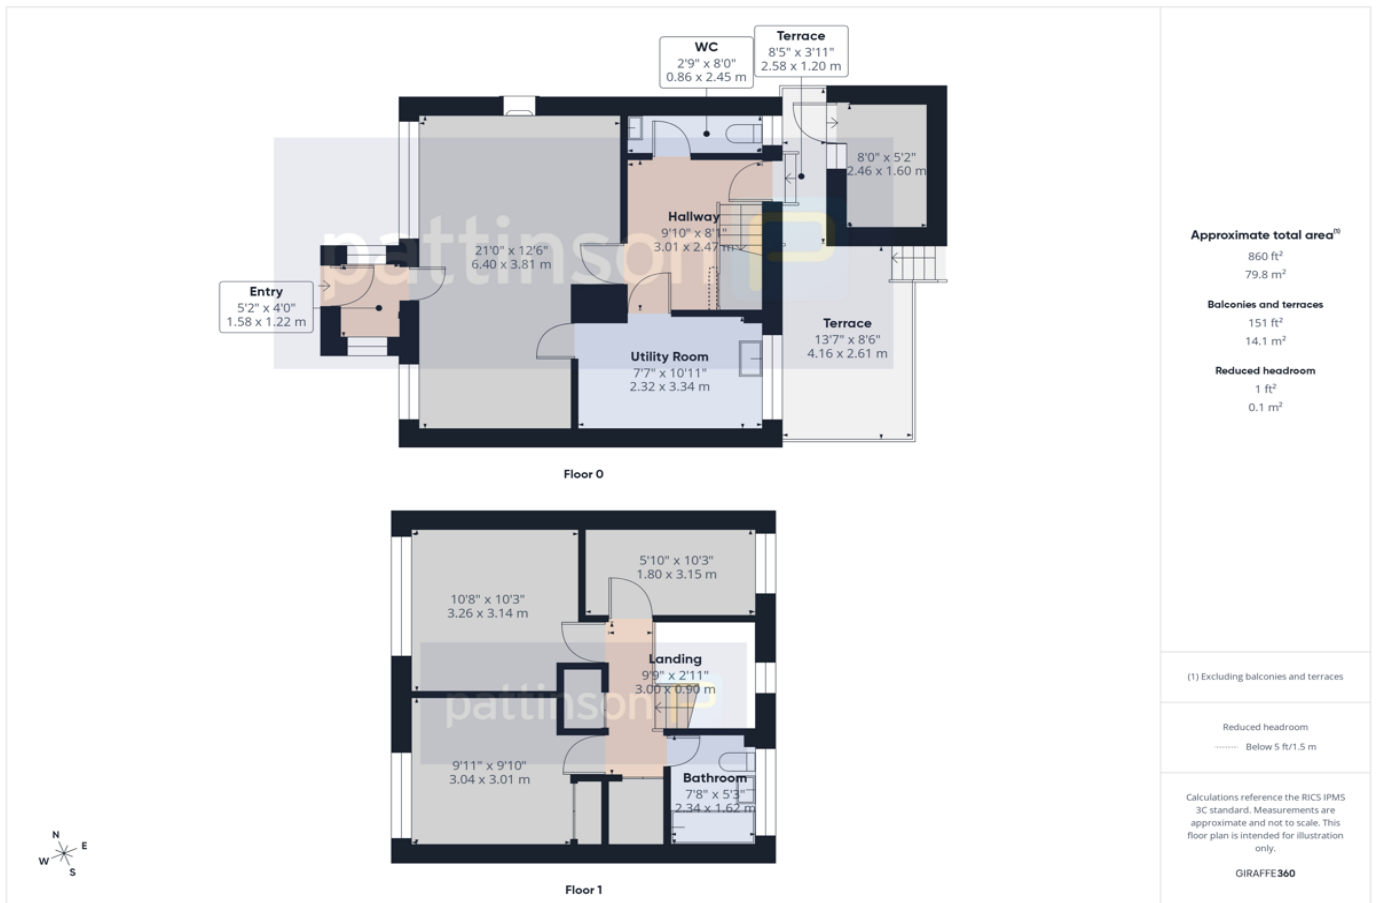 WC
2'9" x 8'0"
0.86 x 2.45 m
Terrace
8'5" x 3'11"
2.58 x 1.20 m
8'0" x 5'2"
2.46 x 1.60 m
Hallway
9'10" x 8'1"
3.01 x 2.47 m
21'0" x 12'6"
6.40 x 3.81 m
pattinson
Entry
5'2" x 4'0"
1.58 x 1.22 m
Utility Room
7'7" x 10'11"
2.32 x 3.34 m
Terrace
13'7" x 8'6"
4.16 x 2.61 m
Floor 0
5'10" x 10'3"
1.80 x 3.15 m
10'8" x 10'3"
3.26 x 3.14 m
Landing
9'9" x 2'11"
3.00 x 0.90 m
pattinson
9'11" x 9'10"
3.04 x 3.01 m
Bathroom
7'8" x 5'3"
2.34 x 1.62 m
Floor 1
N
E
W
S
Approximate total area(1)
860 ft²
79.8 m²
Balconies and terraces
151 ft²
14.1 m²
Reduced headroom
1 ft²
0.1 m²
(1) Excluding balconies and terraces
Reduced headroom
Below 5 ft/1.5 m
Calculations reference the RICS IPMS
3C standard. Measurements are
approximate and not to scale. This
floor plan is intended for illustration
only.
GIRAFFE360